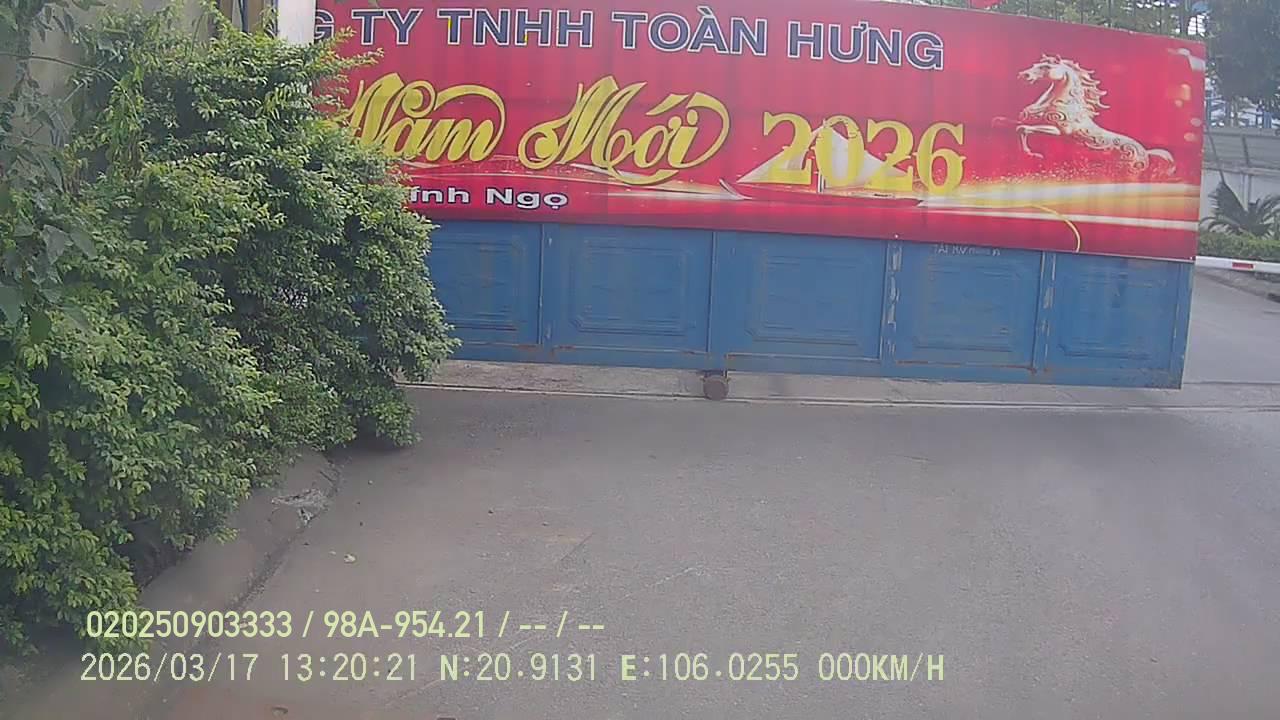 G TY TNHH TOÀN HƯNG
Năm Mới 2026
ính Ngọ
020250903333 / 98A-954.21 / -- / --
2026/03/17 13:20:21 N:20.9131 E:106.0255 000KM/H